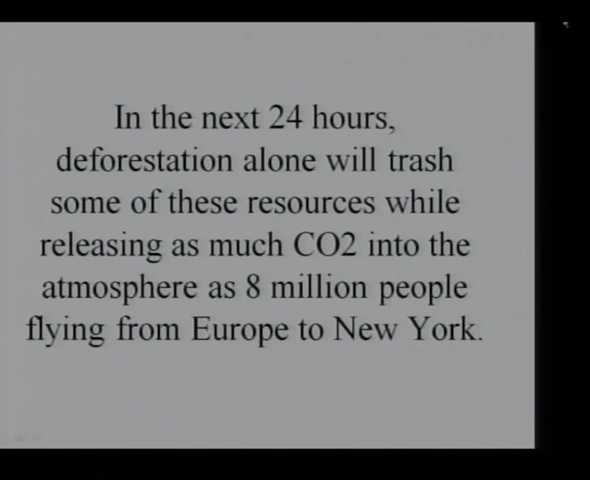 In the next 24 hours,
deforestation alone will trash
some of these resources while
releasing as much CO2 into the
atmosphere as 8 million people
flying from Europe to New York.